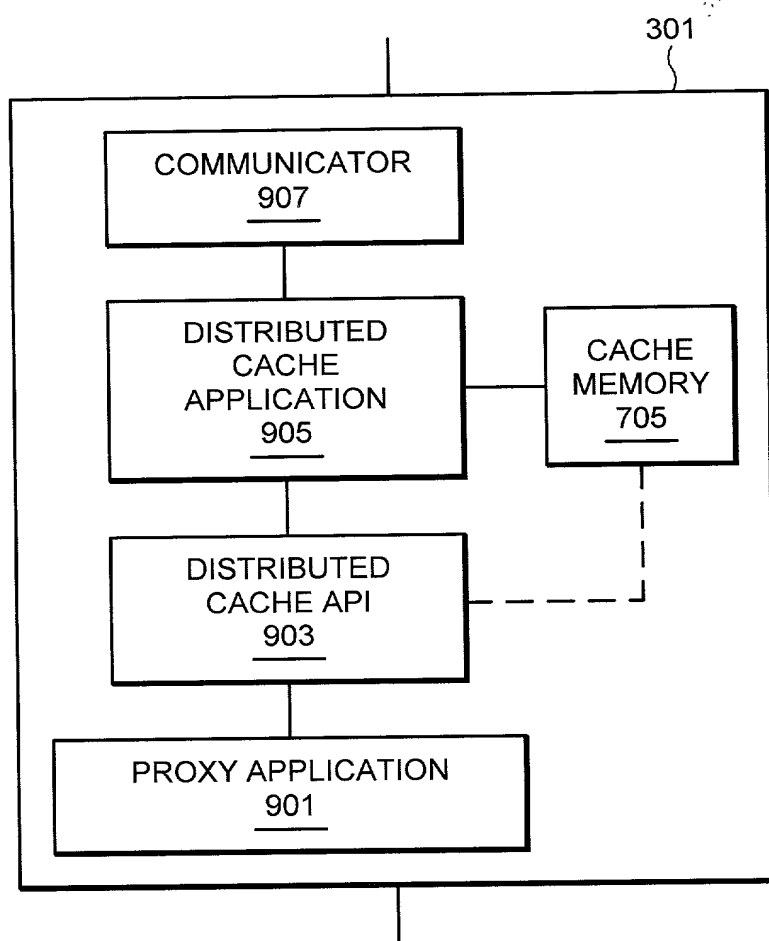 301
COMMUNICATOR
907
DISTRIBUTED
CACHE
APPLICATION
905
CACHE
MEMORY
705
DISTRIBUTED
CACHE API
903
PROXY APPLICATION
901